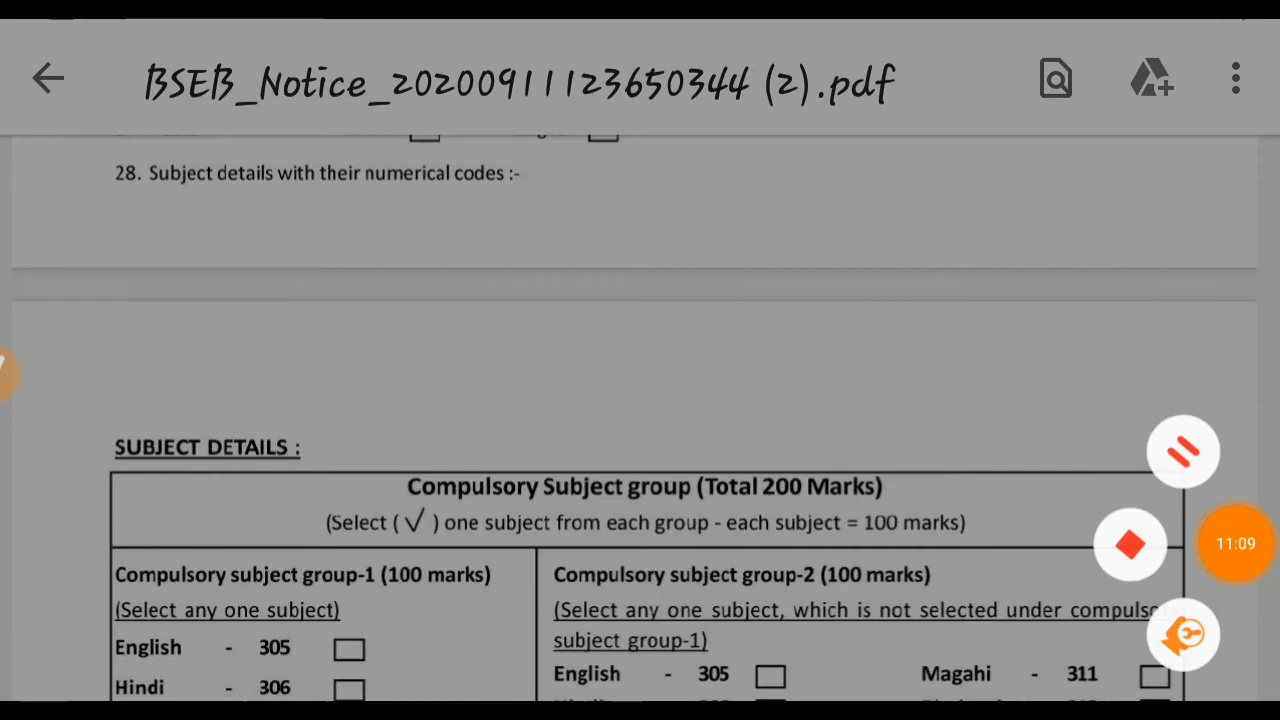 BSEB_Notice_20200911123650344 (2).pdf
28. Subject details with their numerical codes :-
SUBJECT DETAILS :
Compulsory Subject group (Total 200 Marks)
(Select ( √ ) one subject from each group - each subject = 100 marks)
Compulsory subject group-1 (100 marks)
(Select any one subject)
English - 305
Hindi - 306
Compulsory subject group-2 (100 marks)
(Select any one subject, which is not selected under
subject group-1)
English - 305 Magahi - 311
11:09